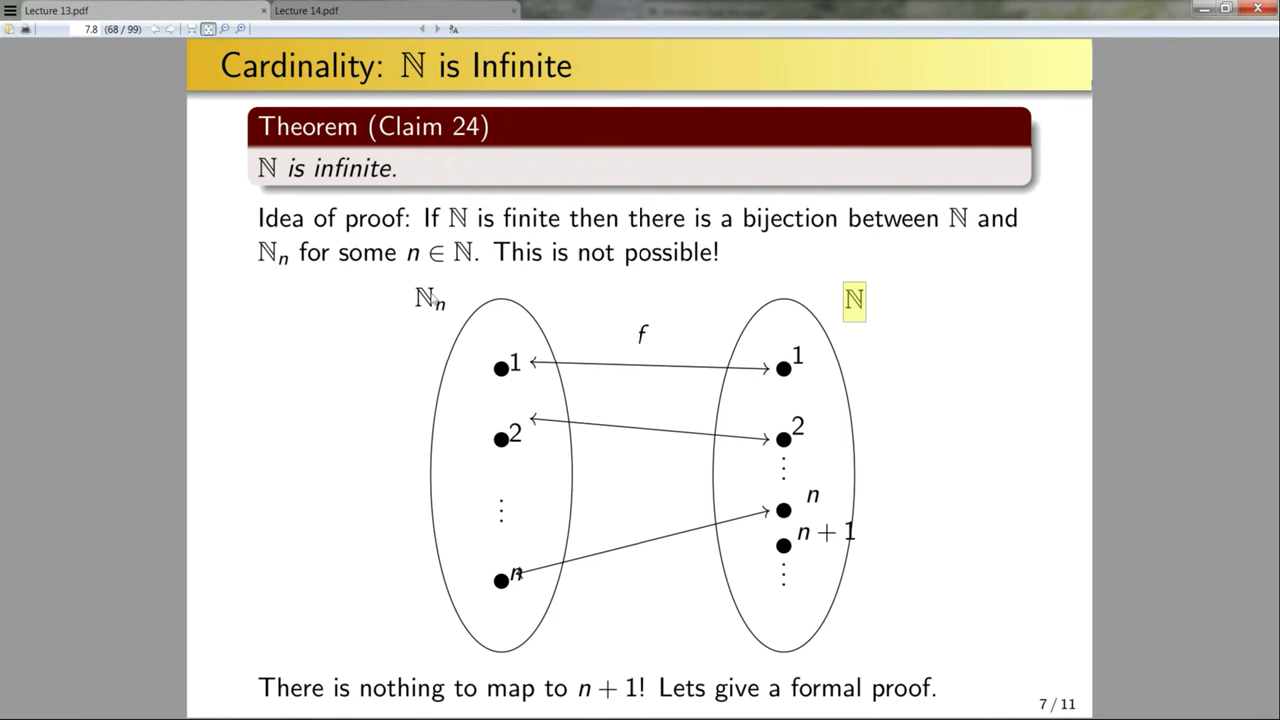 Lecture 13.pdf
Lecture 14.pdf
7.8 (68 / 99)
Cardinality: ℕ is Infinite
Theorem (Claim 24)
ℕ is infinite.
Idea of proof: If ℕ is finite then there is a bijection between ℕ and
ℕₙ for some n ∈ ℕ. This is not possible!
ℕₙ
f
ℕ
1
1
2
2
⋮
⋮
n
n + 1
n
⋮
There is nothing to map to n + 1! Lets give a formal proof.
7 / 11